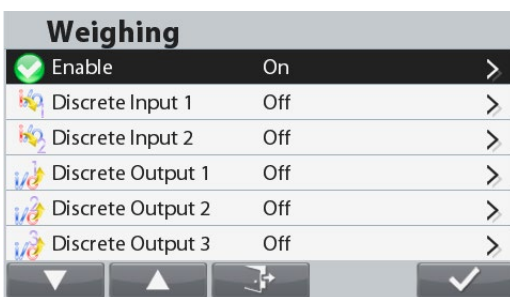 Weighing
Enable On
Discrete Input 1 Off
Discrete Input 2 Off
Discrete Output 1 Off
Discrete Output 2 Off
Discrete Output 3 Off